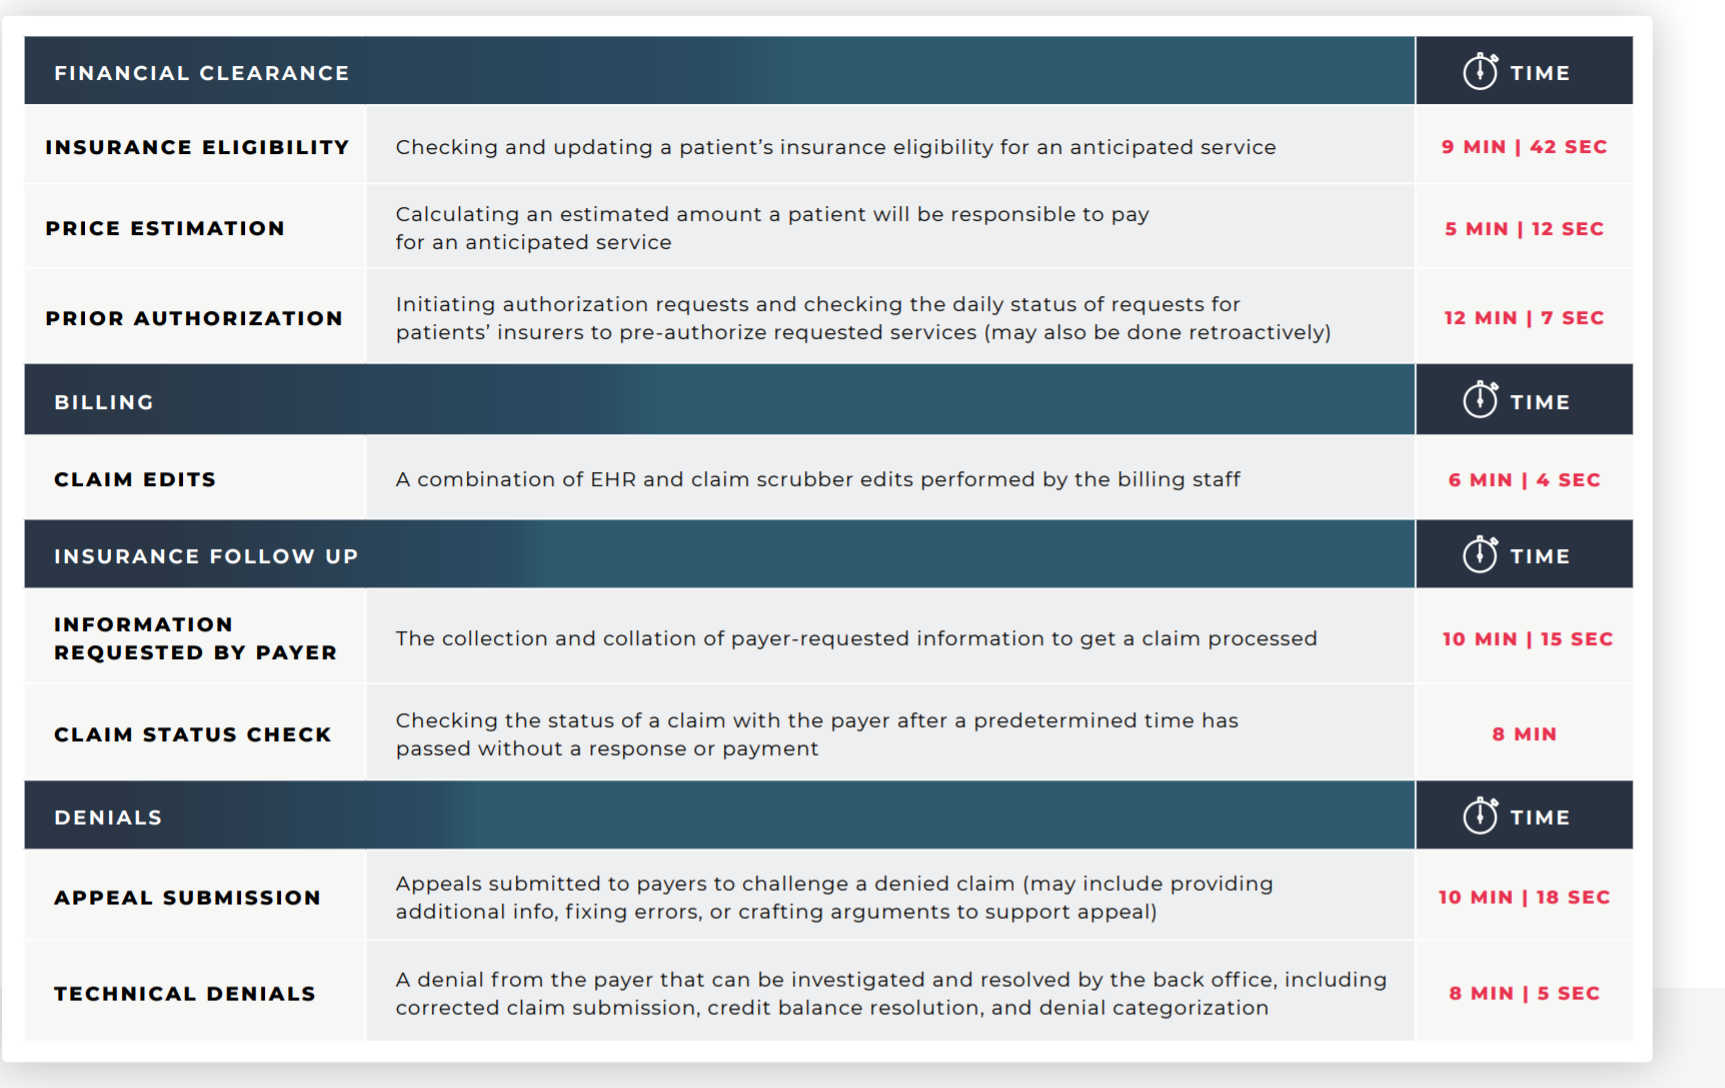 FINANCIAL CLEARANCE
TIME
INSURANCE ELIGIBILITY
Checking and updating a patient’s insurance eligibility for an anticipated service
9 MIN | 42 SEC
PRICE ESTIMATION
Calculating an estimated amount a patient will be responsible to pay
for an anticipated service
5 MIN | 12 SEC
PRIOR AUTHORIZATION
Initiating authorization requests and checking the daily status of requests for
patients’ insurers to pre-authorize requested services (may also be done retroactively)
12 MIN | 7 SEC
BILLING
TIME
CLAIM EDITS
A combination of EHR and claim scrubber edits performed by the billing staff
6 MIN | 4 SEC
INSURANCE FOLLOW UP
TIME
INFORMATION
REQUESTED BY PAYER
The collection and collation of payer-requested information to get a claim processed
10 MIN | 15 SEC
CLAIM STATUS CHECK
Checking the status of a claim with the payer after a predetermined time has
passed without a response or payment
8 MIN
DENIALS
TIME
APPEAL SUBMISSION
Appeals submitted to payers to challenge a denied claim (may include providing
additional info, fixing errors, or crafting arguments to support appeal)
10 MIN | 18 SEC
TECHNICAL DENIALS
A denial from the payer that can be investigated and resolved by the back office, including
corrected claim submission, credit balance resolution, and denial categorization
8 MIN | 5 SEC